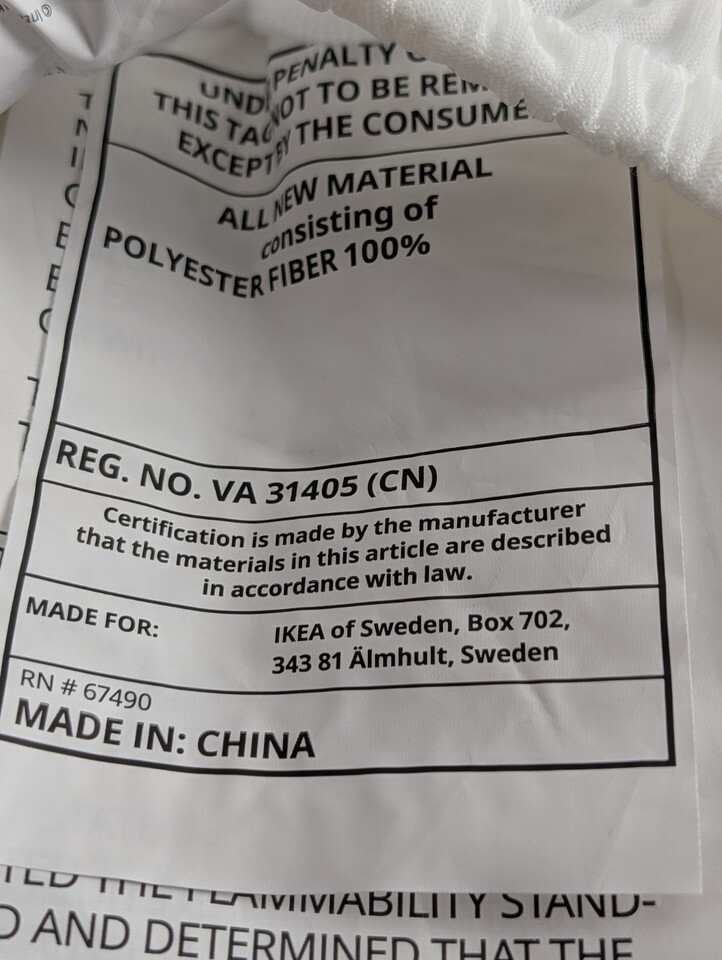 PENALTY
THIS TAG NOT TO BE
EXCEPT BY THE CONSUME
ALL NEW MATERIAL
consisting of
POLYESTER FIBER 100%
REG. NO. VA 31405 (CN)
Certification is made by the manufacturer
that the materials in this article are described
in accordance with law.
MADE FOR: IKEA of Sweden, Box 702,
343 81 Älmhult, Sweden
RN # 67490
MADE IN: CHINA
THE FLAMMABILITY STAND-
AND DETERMINED THAT THE